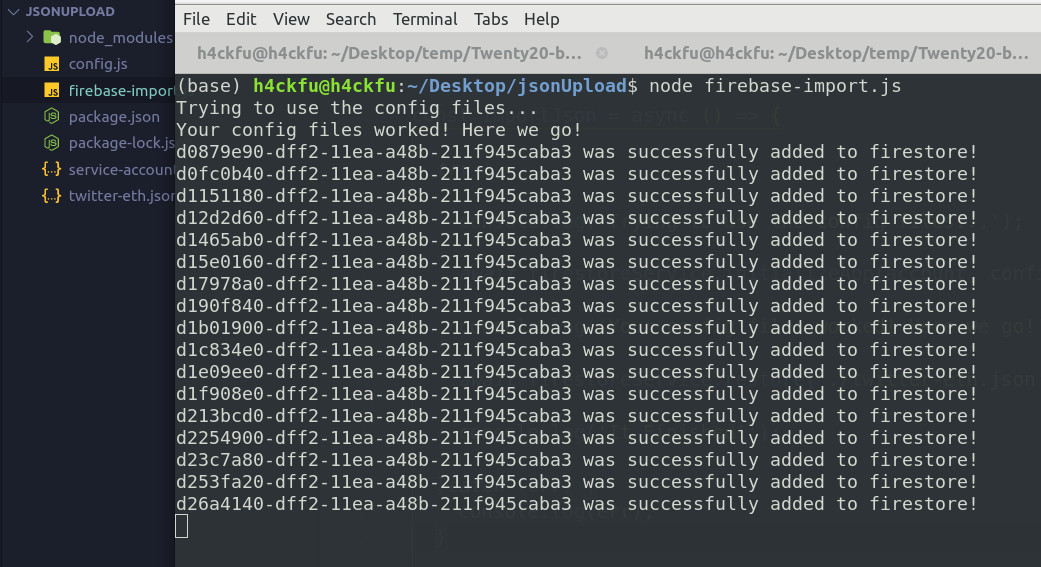 JSONUPLOAD
node_modules
config.js
firebase-impor
package.json
package-lock.js
service-accoun
twitter-eth.json
File Edit View Search Terminal Tabs Help
h4ckfu@h4ckfu: ~/Desktop/temp/Twenty20-b... h4ckfu@h4ckfu: ~/Desktop/temp/Twenty20-b...
(base) h4ckfu@h4ckfu:~/Desktop/jsonUpload$ node firebase-import.js
Trying to use the config files...
Your config files worked! Here we go!
d0879e90-dff2-11ea-a48b-211f945caba3 was successfully added to firestore!
d0fc0b40-dff2-11ea-a48b-211f945caba3 was successfully added to firestore!
d1151180-dff2-11ea-a48b-211f945caba3 was successfully added to firestore!
d12d2d60-dff2-11ea-a48b-211f945caba3 was successfully added to firestore!
d1465ab0-dff2-11ea-a48b-211f945caba3 was successfully added to firestore!
d15e0160-dff2-11ea-a48b-211f945caba3 was successfully added to firestore!
d17978a0-dff2-11ea-a48b-211f945caba3 was successfully added to firestore!
d190f840-dff2-11ea-a48b-211f945caba3 was successfully added to firestore!
d1b01900-dff2-11ea-a48b-211f945caba3 was successfully added to firestore!
d1c834e0-dff2-11ea-a48b-211f945caba3 was successfully added to firestore!
d1e09ee0-dff2-11ea-a48b-211f945caba3 was successfully added to firestore!
d1f908e0-dff2-11ea-a48b-211f945caba3 was successfully added to firestore!
d213bcd0-dff2-11ea-a48b-211f945caba3 was successfully added to firestore!
d2254900-dff2-11ea-a48b-211f945caba3 was successfully added to firestore!
d23c7a80-dff2-11ea-a48b-211f945caba3 was successfully added to firestore!
d253fa20-dff2-11ea-a48b-211f945caba3 was successfully added to firestore!
d26a4140-dff2-11ea-a48b-211f945caba3 was successfully added to firestore!